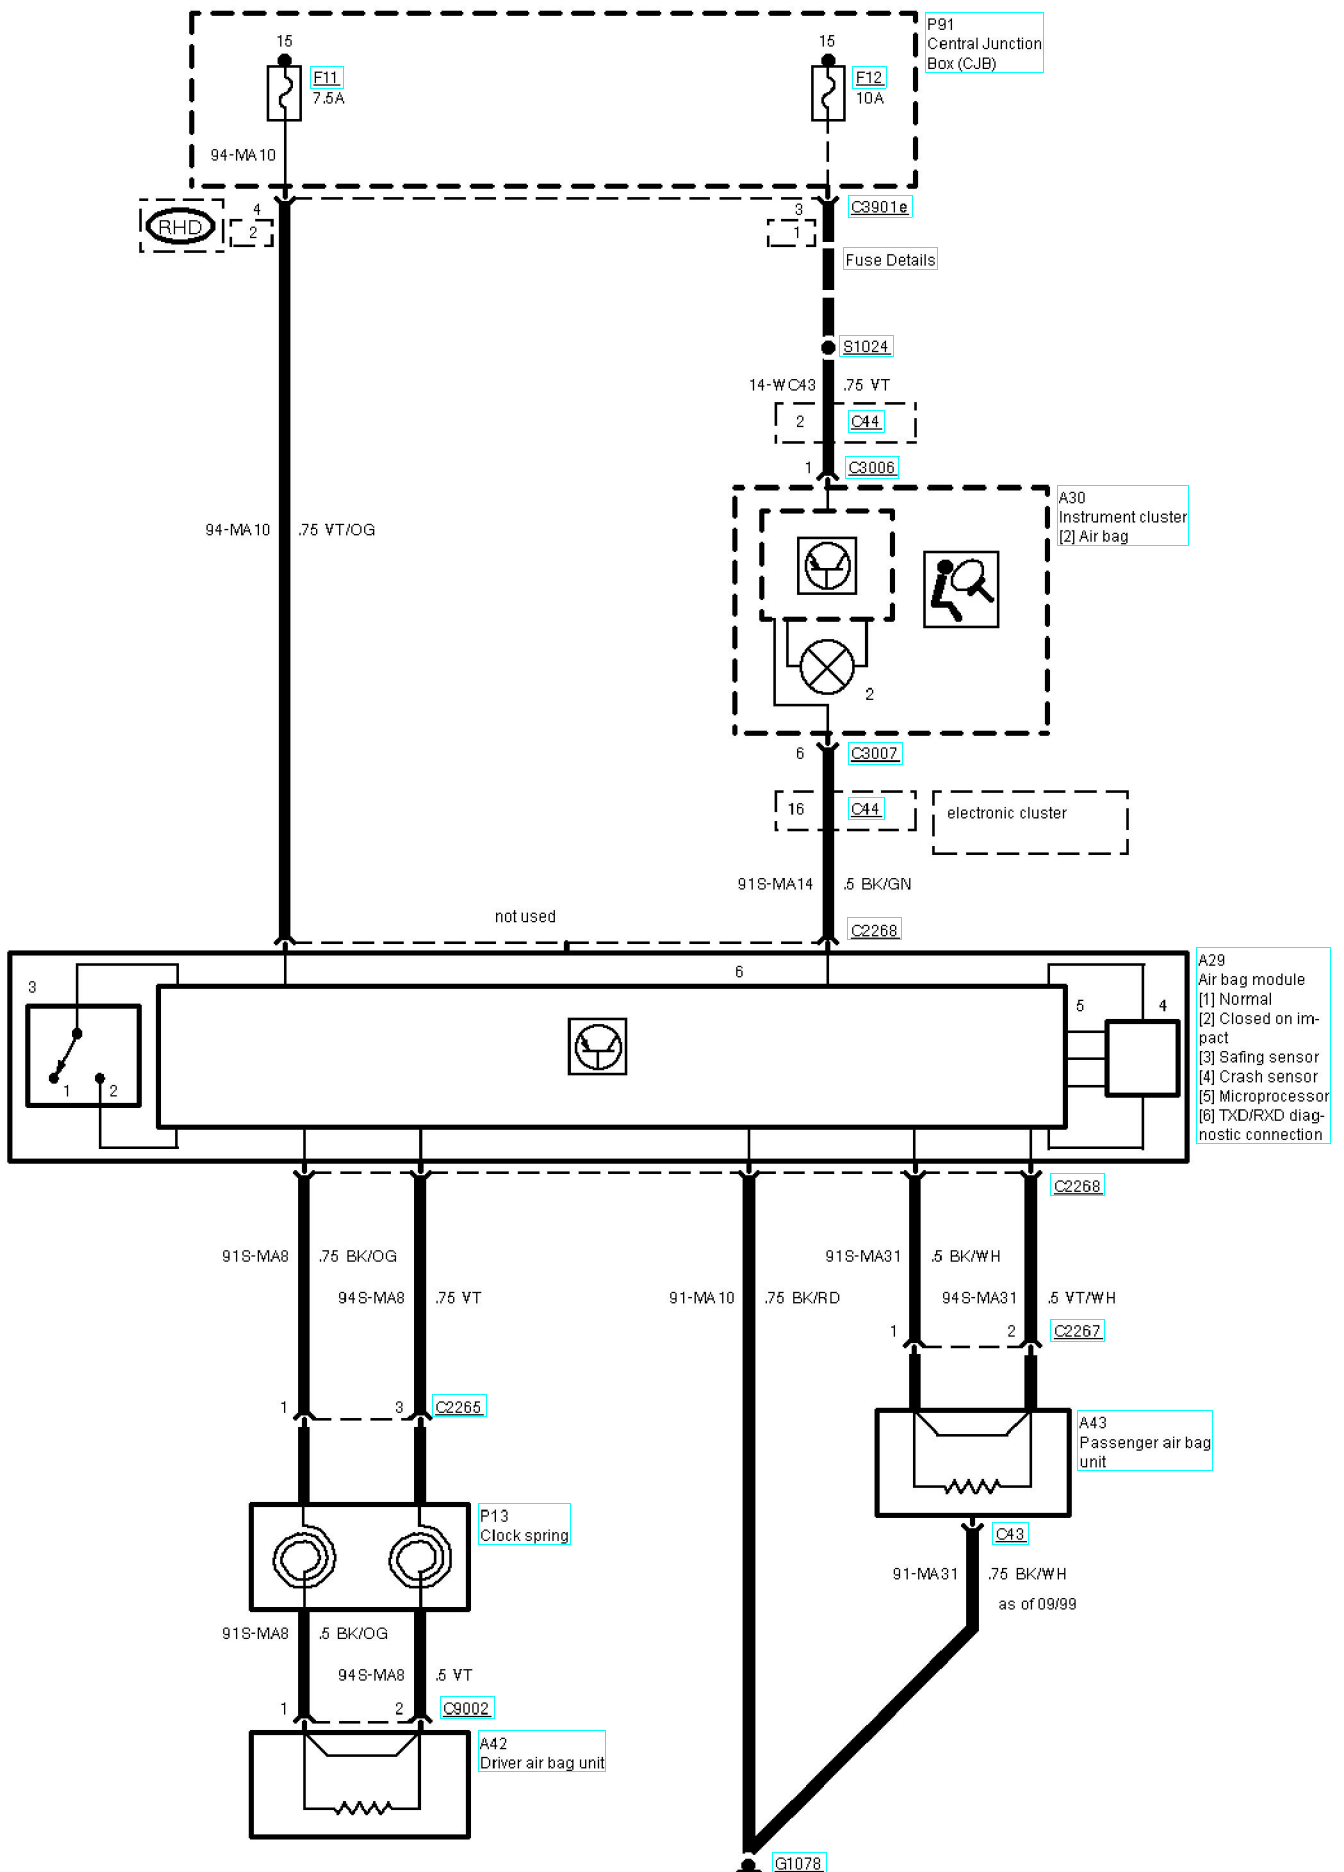 P91
Central Junction
Box (CJB)
15
15
F11
7.5A
F12
10A
94-MA10
RHD
4
2
3
1
C3901e
Fuse Details
S1024
14-WC43 .75 VT
2 C44
1 C3006
A30
Instrument cluster
[2] Air bag
94-MA10 .75 VT/OG
2
6 C3007
16 C44
electronic cluster
91S-MA14 .5 BK/GN
not used
C2268
A29
Air bag module
[1] Normal
[2] Closed on im-
pact
[3] Safing sensor
[4] Crash sensor
[5] Microprocessor
[6] TXD/RXD diag-
nostic connection
6
3
5
4
1
2
C2268
91S-MA8 .75 BK/OG
91S-MA31 .5 BK/WH
94S-MA8 .75 VT
91-MA10 .75 BK/RD
94S-MA31 .5 VT/WH
1
2
C2267
1
3
C2265
A43
Passenger air bag
unit
P13
Clock spring
C43
91-MA31 .75 BK/WH
as of 09/99
91S-MA8 .5 BK/OG
94S-MA8 .5 VT
1
2
C9002
A42
Driver air bag unit
G1078